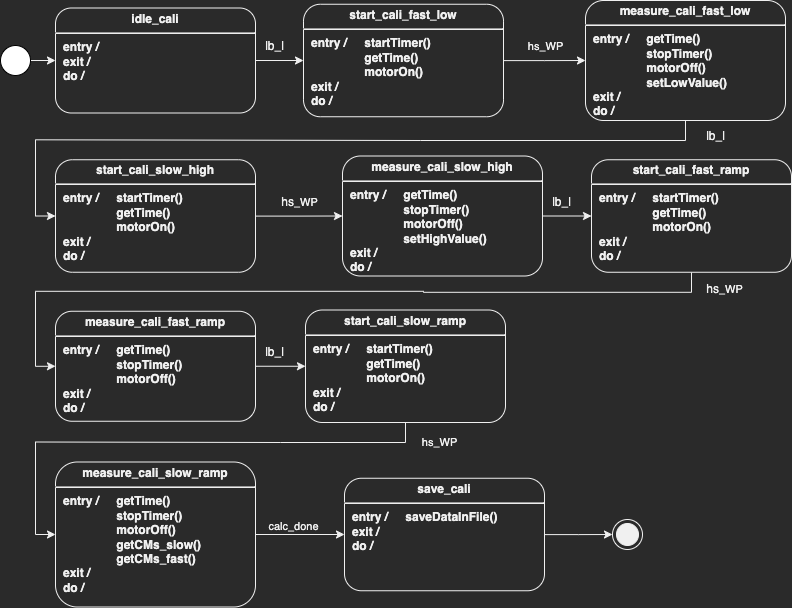 idle_cali
entry /
exit /
do /
lb_l
start_cali_fast_low
entry / startTimer()
getTime()
motorOn()
exit /
do /
hs_WP
measure_cali_fast_low
entry / getTime()
stopTimer()
motorOff()
setLowValue()
exit /
do /
lb_l
start_cali_slow_high
entry / startTimer()
getTime()
motorOn()
exit /
do /
hs_WP
measure_cali_slow_high
entry / getTime()
stopTimer()
motorOff()
setHighValue()
exit /
do /
lb_l
start_cali_fast_ramp
entry / startTimer()
getTime()
motorOn()
exit /
do /
hs_WP
measure_cali_fast_ramp
entry / getTime()
stopTimer()
motorOff()
exit /
do /
lb_l
start_cali_slow_ramp
entry / startTimer()
getTime()
motorOn()
exit /
do /
hs_WP
measure_cali_slow_ramp
entry / getTime()
stopTimer()
motorOff()
getCMs_slow()
getCMs_fast()
exit /
do /
calc_done
save_cali
entry / saveDataInFile()
exit /
do /